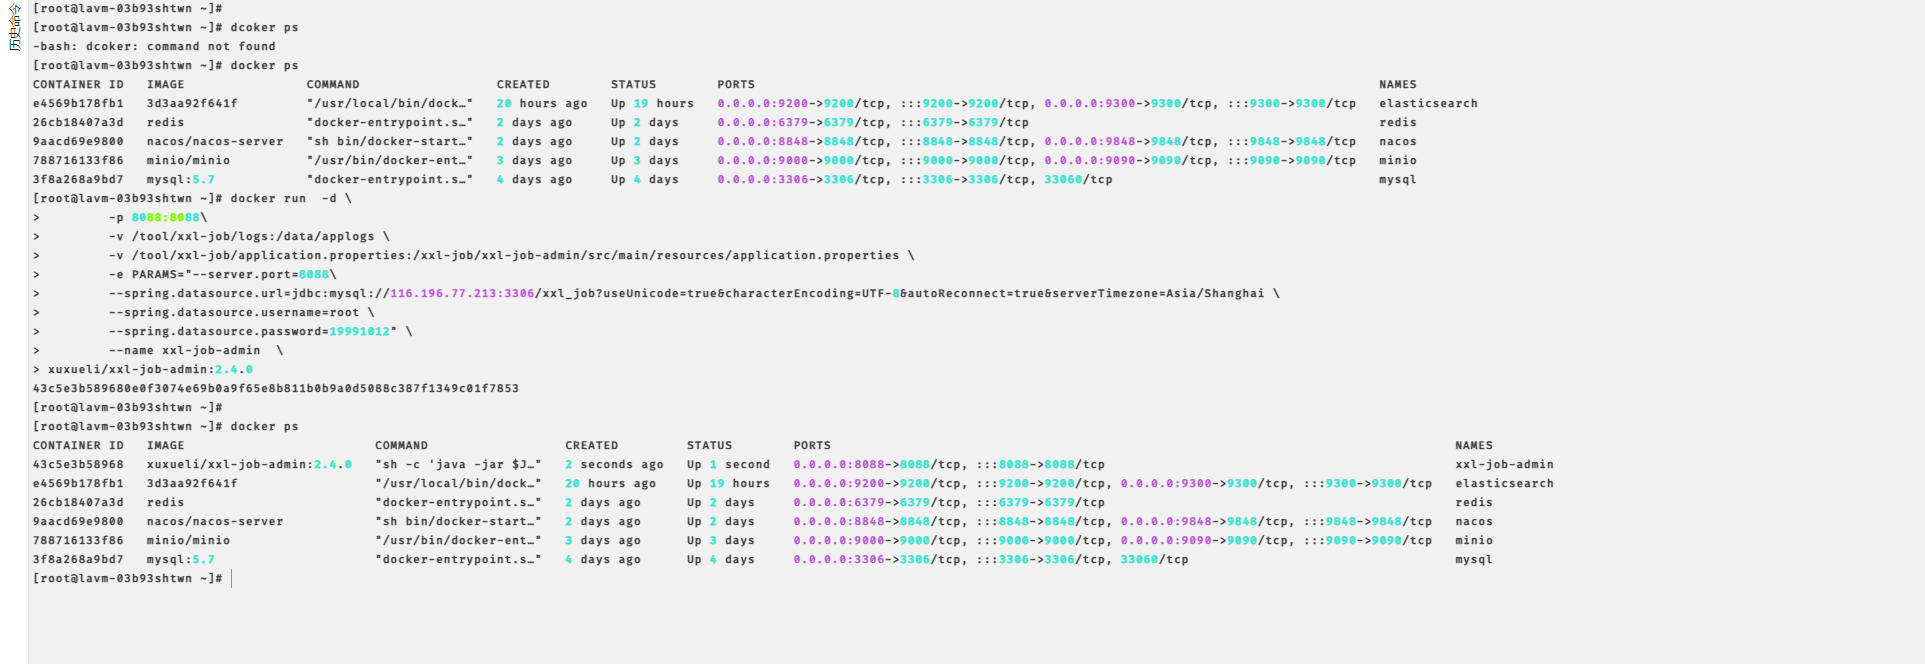 历史命令
[root@lavm-03b93shtwn ~]#
[root@lavm-03b93shtwn ~]# dcoker ps
-bash: dcoker: command not found
[root@lavm-03b93shtwn ~]# docker ps
CONTAINER ID   IMAGE                COMMAND                  CREATED        STATUS        PORTS                                                                                  NAMES
e4569b178fb1   3d3aa92f641f         "/usr/local/bin/dock…"   20 hours ago   Up 19 hours   0.0.0.0:9200->9200/tcp, :::9200->9200/tcp, 0.0.0.0:9300->9300/tcp, :::9300->9300/tcp   elasticsearch
26cb18407a3d   redis                "docker-entrypoint.s…"   2 days ago     Up 2 days     0.0.0.0:6379->6379/tcp, :::6379->6379/tcp                                              redis
9aacd69e9800   nacos/nacos-server   "sh bin/docker-start…"   2 days ago     Up 2 days     0.0.0.0:8848->8848/tcp, :::8848->8848/tcp, 0.0.0.0:9848->9848/tcp, :::9848->9848/tcp   nacos
788716133f86   minio/minio          "/usr/bin/docker-ent…"   3 days ago     Up 3 days     0.0.0.0:9000->9000/tcp, :::9000->9000/tcp, 0.0.0.0:9090->9090/tcp, :::9090->9090/tcp   minio
3f8a268a9bd7   mysql:5.7            "docker-entrypoint.s…"   4 days ago     Up 4 days     0.0.0.0:3306->3306/tcp, :::3306->3306/tcp, 33060/tcp                                   mysql
[root@lavm-03b93shtwn ~]# docker run  -d \
>         -p 8088:8088\
>         -v /tool/xxl-job/logs:/data/applogs \
>         -v /tool/xxl-job/application.properties:/xxl-job/xxl-job-admin/src/main/resources/application.properties \
>         -e PARAMS="--server.port=8088\
>         --spring.datasource.url=jdbc:mysql://116.196.77.213:3306/xxl_job?useUnicode=true&characterEncoding=UTF-8&autoReconnect=true&serverTimezone=Asia/Shanghai \
>         --spring.datasource.username=root \
>         --spring.datasource.password=19991012" \
>         --name xxl-job-admin  \
> xuxueli/xxl-job-admin:2.4.0
43c5e3b589680e0f3074e69b0a9f65e8b811b0b9a0d5088c387f1349c01f7853
[root@lavm-03b93shtwn ~]#
[root@lavm-03b93shtwn ~]# docker ps
CONTAINER ID   IMAGE                         COMMAND                  CREATED         STATUS        PORTS                                                                                  NAMES
43c5e3b58968   xuxueli/xxl-job-admin:2.4.0   "sh -c 'java -jar $J…"   2 seconds ago   Up 1 second   0.0.0.0:8088->8088/tcp, :::8088->8088/tcp                                              xxl-job-admin
e4569b178fb1   3d3aa92f641f                  "/usr/local/bin/dock…"   20 hours ago    Up 19 hours   0.0.0.0:9200->9200/tcp, :::9200->9200/tcp, 0.0.0.0:9300->9300/tcp, :::9300->9300/tcp   elasticsearch
26cb18407a3d   redis                         "docker-entrypoint.s…"   2 days ago      Up 2 days     0.0.0.0:6379->6379/tcp, :::6379->6379/tcp                                              redis
9aacd69e9800   nacos/nacos-server            "sh bin/docker-start…"   2 days ago      Up 2 days     0.0.0.0:8848->8848/tcp, :::8848->8848/tcp, 0.0.0.0:9848->9848/tcp, :::9848->9848/tcp   nacos
788716133f86   minio/minio                   "/usr/bin/docker-ent…"   3 days ago      Up 3 days     0.0.0.0:9000->9000/tcp, :::9000->9000/tcp, 0.0.0.0:9090->9090/tcp, :::9090->9090/tcp   minio
3f8a268a9bd7   mysql:5.7                     "docker-entrypoint.s…"   4 days ago      Up 4 days     0.0.0.0:3306->3306/tcp, :::3306->3306/tcp, 33060/tcp                                   mysql
[root@lavm-03b93shtwn ~]#